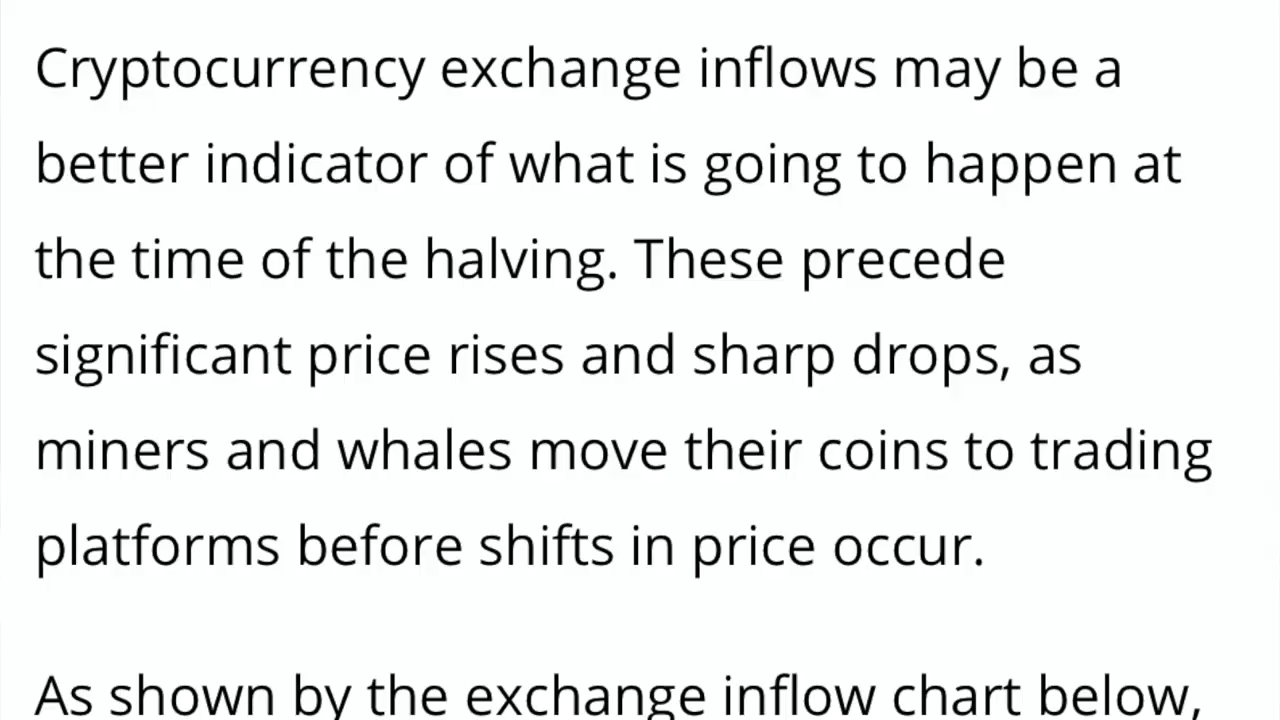 Cryptocurrency exchange inflows may be a
better indicator of what is going to happen at
the time of the halving. These precede
significant price rises and sharp drops, as
miners and whales move their coins to trading
platforms before shifts in price occur.
As shown by the exchange inflow chart below,